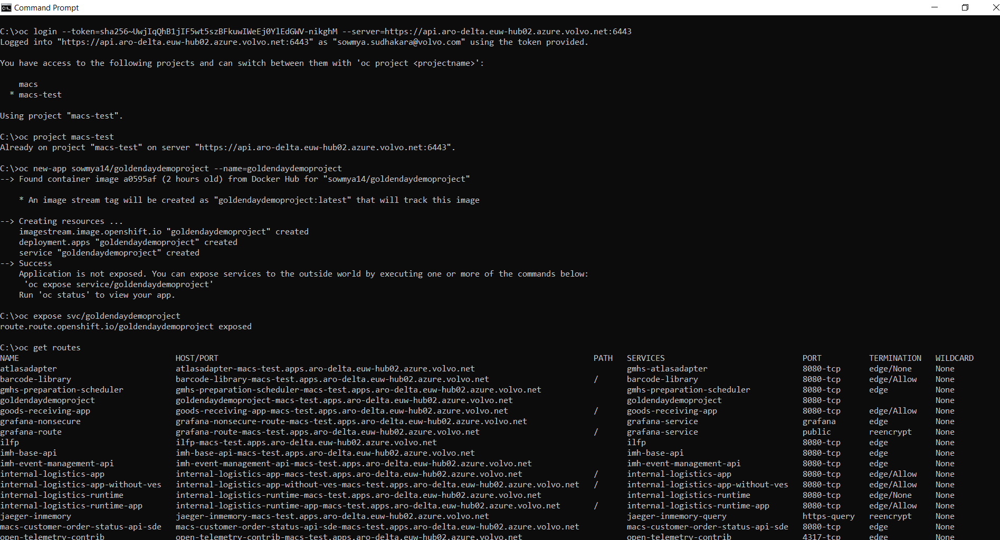 Command Prompt
C:\>oc login --token=sha256~UwjIqQhB1jIF5wt5szBFkuwIWeEj0YlEdGWV-nikghM --server=https://api.aro-delta.euw-hub02.azure.volvo.net:6443
Logged into "https://api.aro-delta.euw-hub02.azure.volvo.net:6443" as "sowmya.sudhakara@volvo.com" using the token provided.
You have access to the following projects and can switch between them with 'oc project <projectname>':
macs
* macs-test
Using project "macs-test".
C:\>oc project macs-test
Already on project "macs-test" on server "https://api.aro-delta.euw-hub02.azure.volvo.net:6443".
C:\>oc new-app sowmya14/goldendaydemoproject --name=goldendaydemoproject
--> Found container image a0595af (2 hours old) from Docker Hub for "sowmya14/goldendaydemoproject"
* An image stream tag will be created as "goldendaydemoproject:latest" that will track this image
--> Creating resources ...
imagestream.image.openshift.io "goldendaydemoproject" created
deployment.apps "goldendaydemoproject" created
service "goldendaydemoproject" created
--> Success
Application is not exposed. You can expose services to the outside world by executing one or more of the commands below:
'oc expose service/goldendaydemoproject'
Run 'oc status' to view your app.
C:\>oc expose svc/goldendaydemoproject
route.route.openshift.io/goldendaydemoproject exposed
C:\>oc get routes
NAME HOST/PORT PATH SERVICES PORT TERMINATION WILDCARD
atlasadapter atlasadapter-macs-test.apps.aro-delta.euw-hub02.azure.volvo.net gmhs-atlasadapter 8080-tcp edge/None None
barcode-library barcode-library-macs-test.apps.aro-delta.euw-hub02.azure.volvo.net / barcode-library 8080-tcp edge/Allow None
gmhs-preparation-scheduler gmhs-preparation-scheduler-macs-test.apps.aro-delta.euw-hub02.azure.volvo.net gmhs-preparation-scheduler 8080-tcp edge None
goldendaydemoproject goldendaydemoproject-macs-test.apps.aro-delta.euw-hub02.azure.volvo.net goldendaydemoproject 8080-tcp None
goods-receiving-app goods-receiving-app-macs-test.apps.aro-delta.euw-hub02.azure.volvo.net / goods-receiving-app 8080-tcp edge/Allow None
grafana-nonsecure grafana-nonsecure-route-macs-test.apps.aro-delta.euw-hub02.azure.volvo.net grafana-service grafana edge None
grafana-route grafana-route-macs-test.apps.aro-delta.euw-hub02.azure.volvo.net / grafana-service public reencrypt None
ilfp ilfp-macs-test.apps.aro-delta.euw-hub02.azure.volvo.net ilfp 8080-tcp edge None
imh-base-api imh-base-api-macs-test.apps.aro-delta.euw-hub02.azure.volvo.net imh-base-api 8080-tcp edge None
imh-event-management-api imh-event-management-api-macs-test.apps.aro-delta.euw-hub02.azure.volvo.net imh-event-management-api 8080-tcp edge None
internal-logistics-app internal-logistics-app-macs-test.apps.aro-delta.euw-hub02.azure.volvo.net / internal-logistics-app 8080-tcp edge/Allow None
internal-logistics-app-without-ves internal-logistics-app-without-ves-macs-test.apps.aro-delta.euw-hub02.azure.volvo.net / internal-logistics-app-without-ves 8080-tcp edge/Allow None
internal-logistics-runtime internal-logistics-runtime-macs-test.apps.aro-delta.euw-hub02.azure.volvo.net internal-logistics-runtime 8080-tcp edge/None None
internal-logistics-runtime-app internal-logistics-runtime-app-macs-test.apps.aro-delta.euw-hub02.azure.volvo.net / internal-logistics-runtime-app 8080-tcp edge/Allow None
jaeger-inmemory jaeger-inmemory-macs-test.apps.aro-delta.euw-hub02.azure.volvo.net jaeger-inmemory-query https-query reencrypt None
macs-customer-order-status-api-sde macs-customer-order-status-api-sde-macs-test.apps.aro-delta.euw-hub02.azure.volvo.net macs-customer-order-status-api-sde 8080-tcp edge None
open-telemetry-contrib open-telemetry-contrib-macs-test.apps.aro-delta.euw-hub02.azure.volvo.net open-telemetry-contrib 4317-tcp edge None